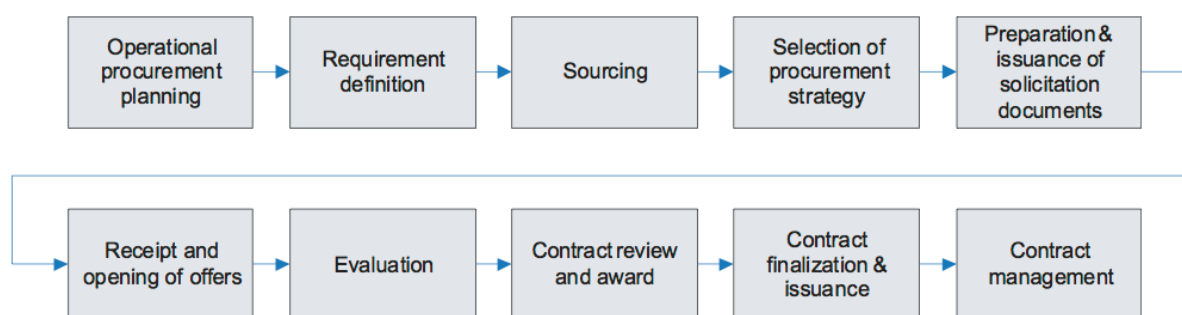 Operational
procurement
planning
Requirement
definition
Sourcing
Selection of
procurement
strategy
Preparation &
issuance of
solicitation
documents
Receipt and
opening of offers
Evaluation
Contract review
and award
Contract
finalization &
issuance
Contract
management